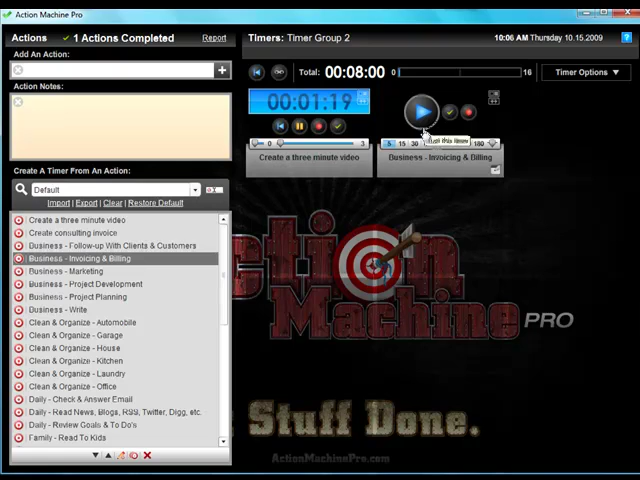 Action Machine Pro
Actions ✓ 1 Actions Completed Report
Timers: Timer Group 2
10:06 AM Thursday 10.15.2009 ?
Add An Action:
+
Total: 00:08:00 0 16
Timer Options
Action Notes:
00:01:19
0 3
5 15 30 180
Create a three minute video
Business - Invoicing & Billing
Create A Timer From An Action:
Default
Import | Export | Clear | Restore Default
Create a three minute video
Create consulting invoice
Business - Follow-up With Clients & Customers
Business - Invoicing & Billing
Business - Marketing
Business - Project Development
Business - Project Planning
Business - Write
Clean & Organize - Automobile
Clean & Organize - Garage
Clean & Organize - House
Clean & Organize - Kitchen
Clean & Organize - Laundry
Clean & Organize - Office
Daily - Check & Answer Email
Daily - Read News, Blogs, RSS, Twitter, Digg, etc.
Daily - Review Goals & To Do's
Family - Read To Kids
Machine PRO
Stuff Done.
ActionMachinePro.com